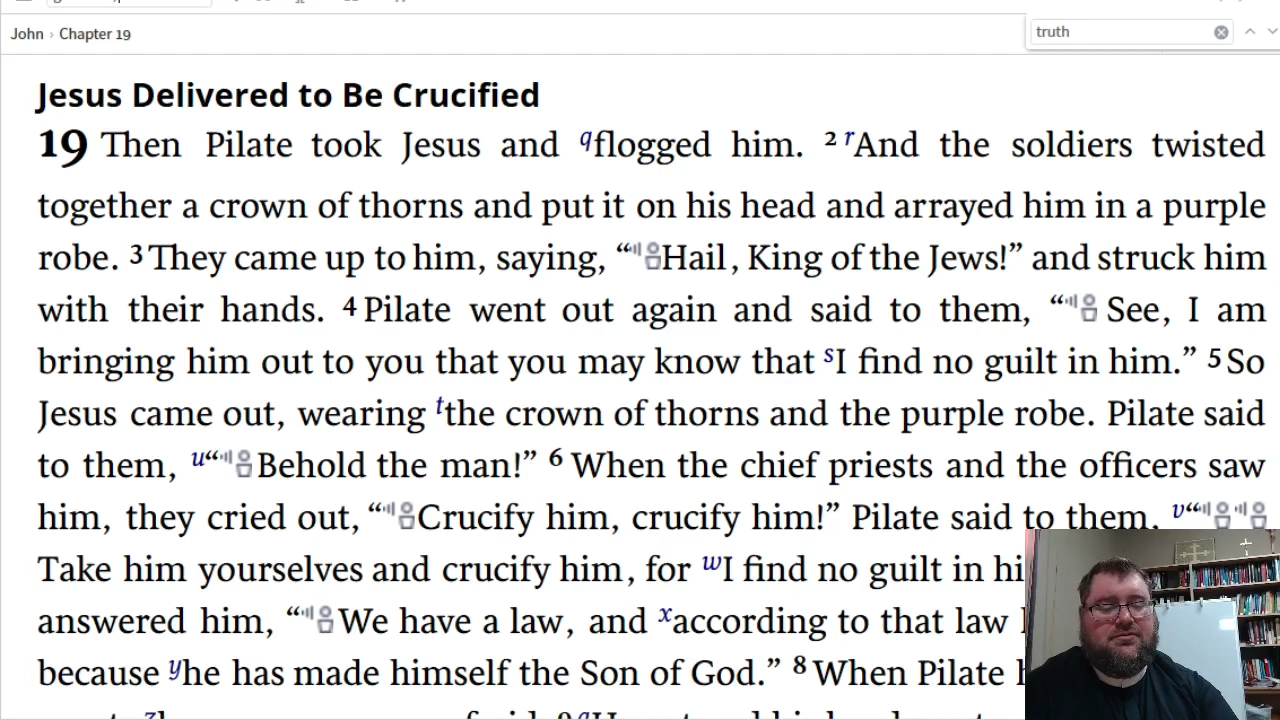 John › Chapter 19
truth
Jesus Delivered to Be Crucified
19 Then Pilate took Jesus and qflogged him. 2 rAnd the soldiers twisted
together a crown of thorns and put it on his head and arrayed him in a purple
robe. 3 They came up to him, saying, “Hail, King of the Jews!” and struck him
with their hands. 4 Pilate went out again and said to them, “See, I am
bringing him out to you that you may know that sI find no guilt in him.” 5 So
Jesus came out, wearing tthe crown of thorns and the purple robe. Pilate said
to them, u“Behold the man!” 6 When the chief priests and the officers saw
him, they cried out, “Crucify him, crucify him!” Pilate said to them, v“
Take him yourselves and crucify him, for wI find no guilt in hi
answered him, “We have a law, and xaccording to that law
because yhe has made himself the Son of God.” 8 When Pilate